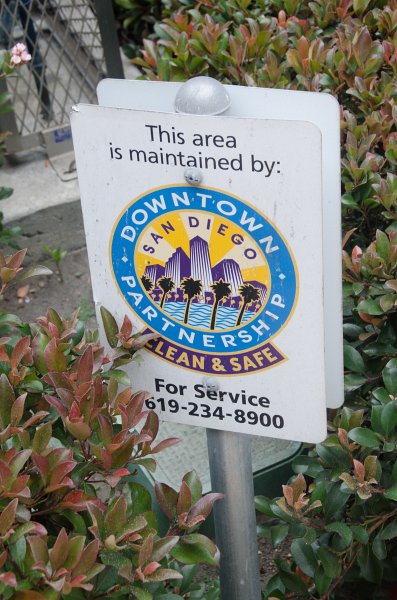 This area
is maintained by:
DOWNTOWN
SAN DIEGO
PARTNERSHIP
CLEAN & SAFE
For Service
619-234-8900